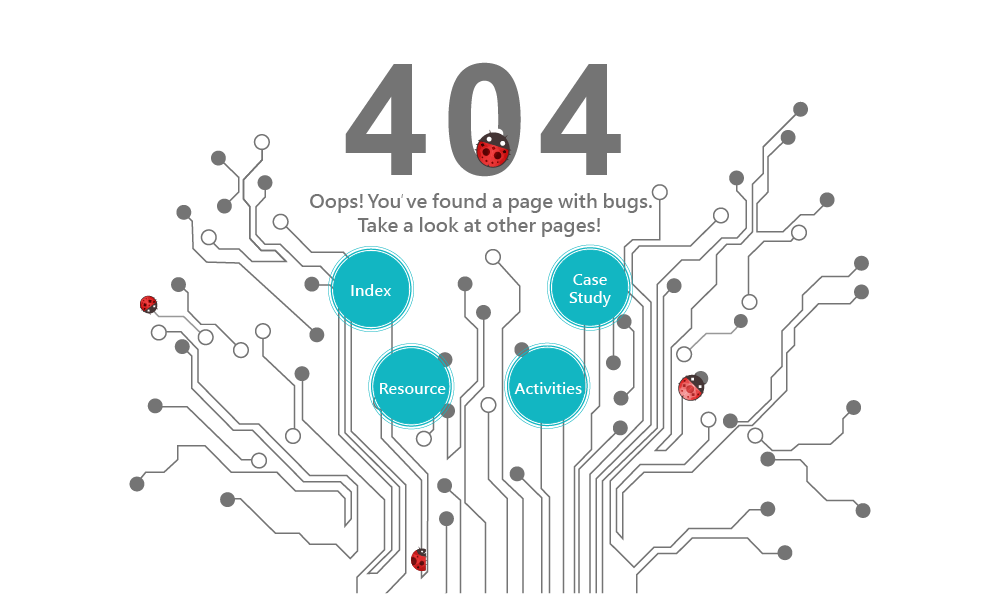 404
Oops! You've found a page with bugs.
Take a look at other pages!
Index
Case
Study
Resource
Activities